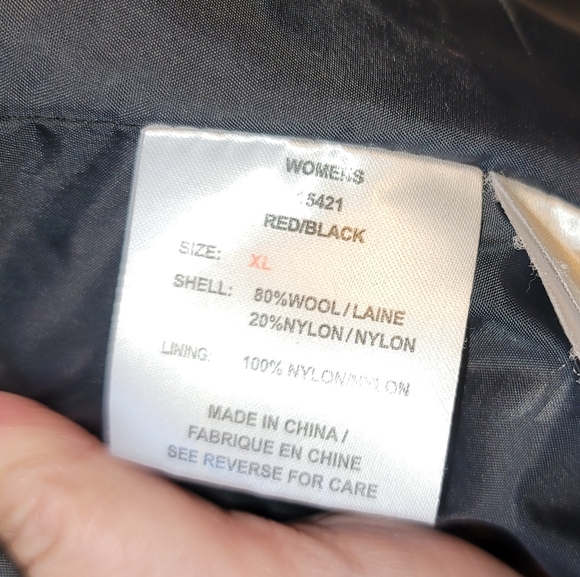 WOMENS
15421
RED/BLACK
SIZE: XL
SHELL: 80%WOOL/LAINE
20%NYLON/NYLON
LINING: 100% NYLON/NYLON
MADE IN CHINA /
FABRIQUE EN CHINE
SEE REVERSE FOR CARE